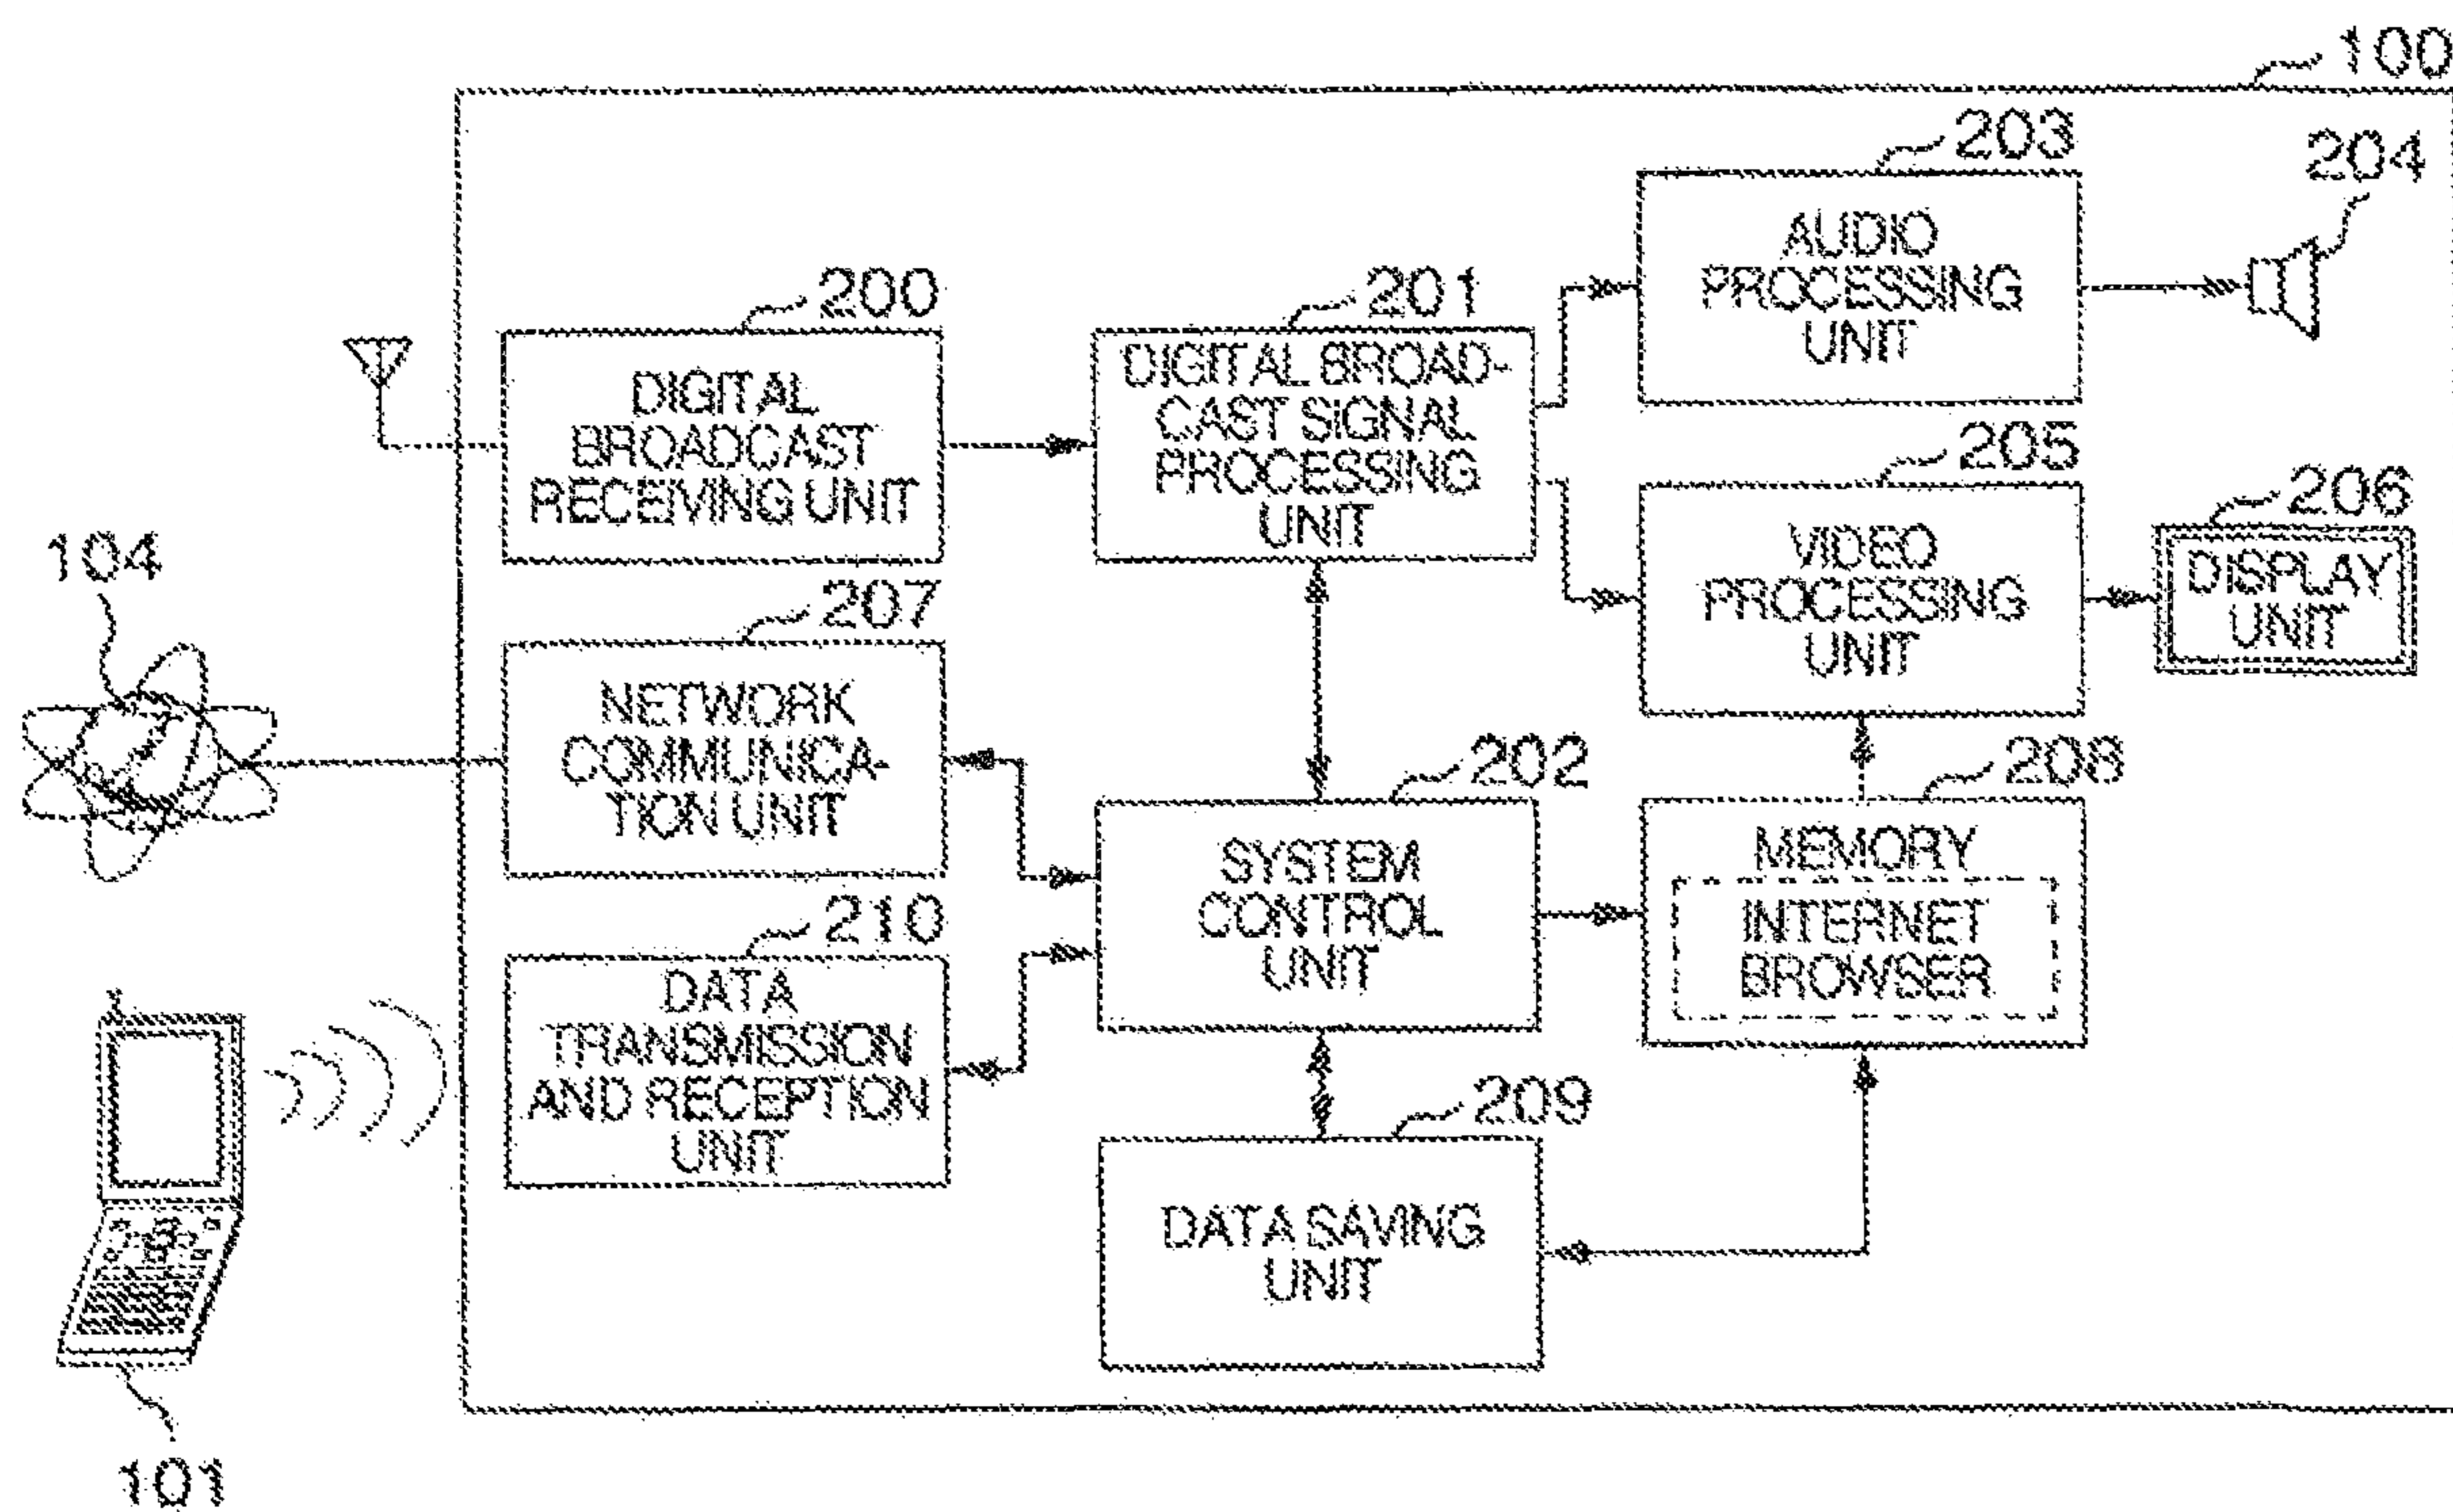 100
203
204
AUDIO
PROCESSING
UNIT
200
DIGITAL
BROADCAST
RECEIVING UNIT
201
DIGITAL BROAD-
CAST SIGNAL
PROCESSING
UNIT
205
VIDEO
PROCESSING
UNIT
206
DISPLAY
UNIT
104
207
NETWORK
COMMUNICA-
TION UNIT
202
SYSTEM
CONTROL
UNIT
208
MEMORY
INTERNET
BROWSER
210
DATA
TRANSMISSION
AND RECEPTION
UNIT
209
DATA SAVING
UNIT
101